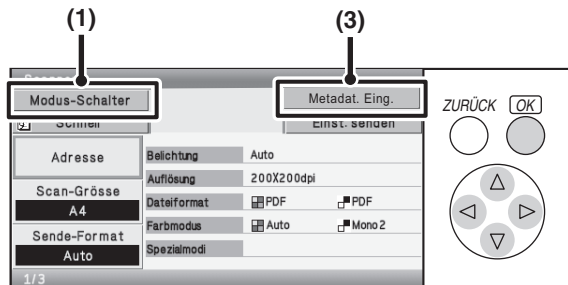 (1) (3)
Modus-Schalter Metadat. Eing. ZURÜCK OK
Schnell Einst. senden
Adresse Belichtung Auto
Auflösung 200X200dpi
Scan-Grösse Dateiformat PDF PDF
A4
Sende-Format Farbmodus Auto Mono2
Auto Spezialmodi
1/3